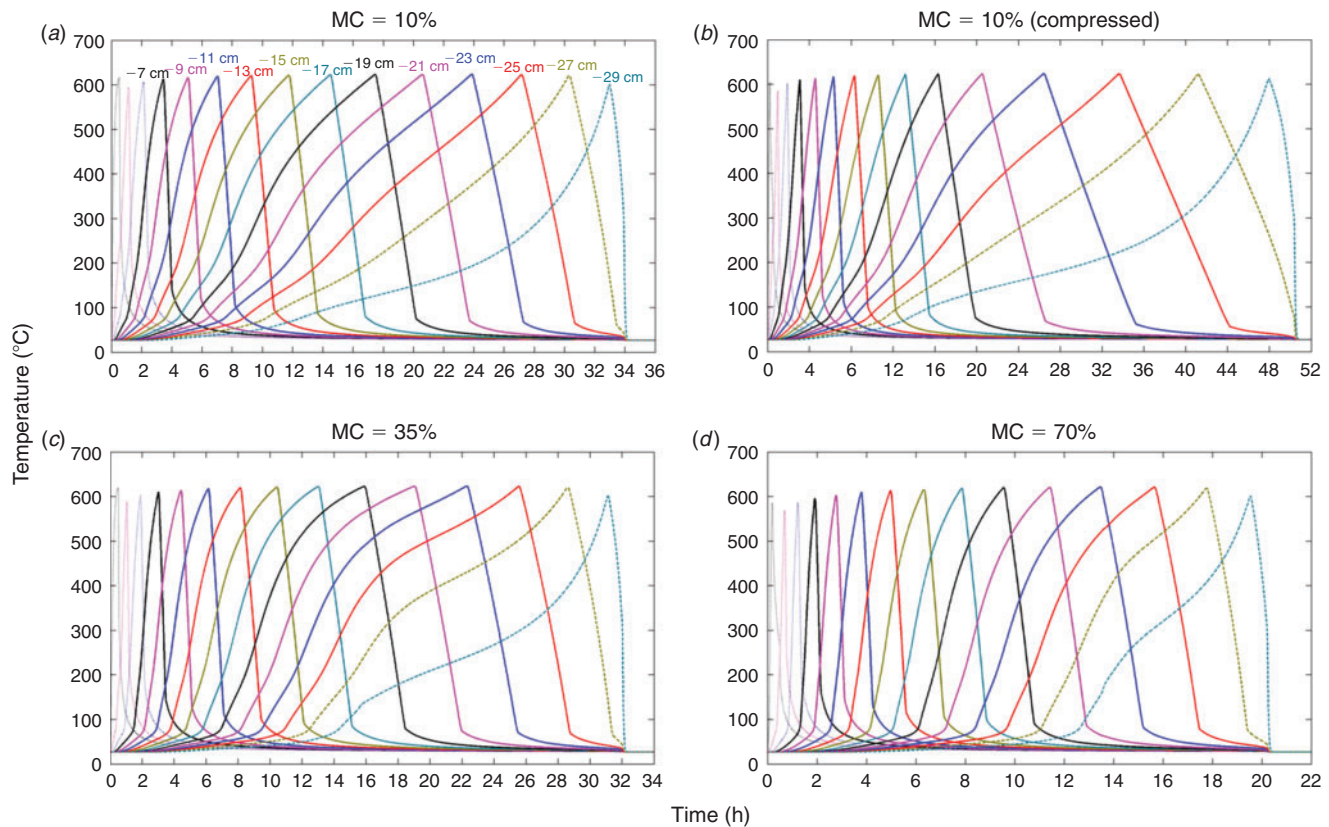 MC = 10%
MC = 10% (compressed)
(a)
(b)
700
600
500
400
300
200
100
0
−7 cm
−9 cm
−11 cm
−13 cm
−15 cm
−17 cm
−19 cm
−21 cm
−23 cm
−25 cm
−27 cm
−29 cm
0 2 4 6 8 10 12 14 16 18 20 22 24 26 28 30 32 34 36
700
600
500
400
300
200
100
0
0 4 6 12 16 20 24 28 32 36 40 44 48 52
Temperature (°C)
MC = 35%
MC = 70%
(c)
(d)
700
600
500
400
300
200
100
0
0 2 4 6 8 10 12 14 16 18 20 22 24 26 28 30 32 34
700
600
500
400
300
200
100
0
0 2 4 6 8 10 12 14 16 18 20 22
Time (h)